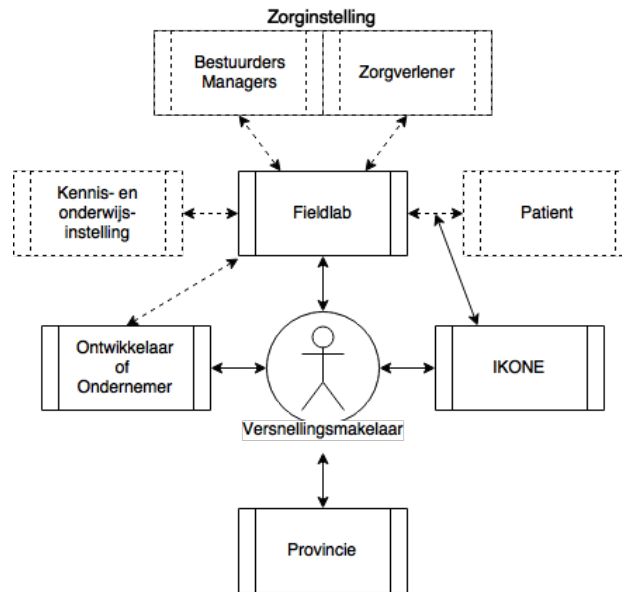 Zorginstelling
Bestuurders
Managers
Zorgverlener
Kennis- en
onderwijs-
instelling
Fieldlab
Patient
Ontwikkelaar
of
Ondernemer
IKONE
Versnellingsmakelaar
Provincie